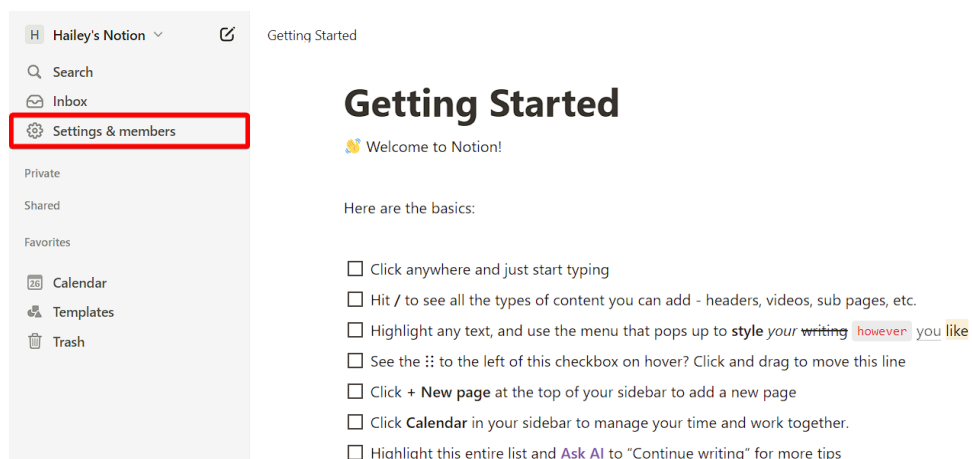 H Hailey's Notion
Search
Inbox
Settings & members
Private
Shared
Favorites
26 Calendar
Templates
Trash
Getting Started
Getting Started
👋 Welcome to Notion!
Here are the basics:
Click anywhere and just start typing
Hit / to see all the types of content you can add - headers, videos, sub pages, etc.
Highlight any text, and use the menu that pops up to style your writing however you like
See the ⋮⋮ to the left of this checkbox on hover? Click and drag to move this line
Click + New page at the top of your sidebar to add a new page
Click Calendar in your sidebar to manage your time and work together.
Highlight this entire list and Ask AI to “Continue writing” for more tips